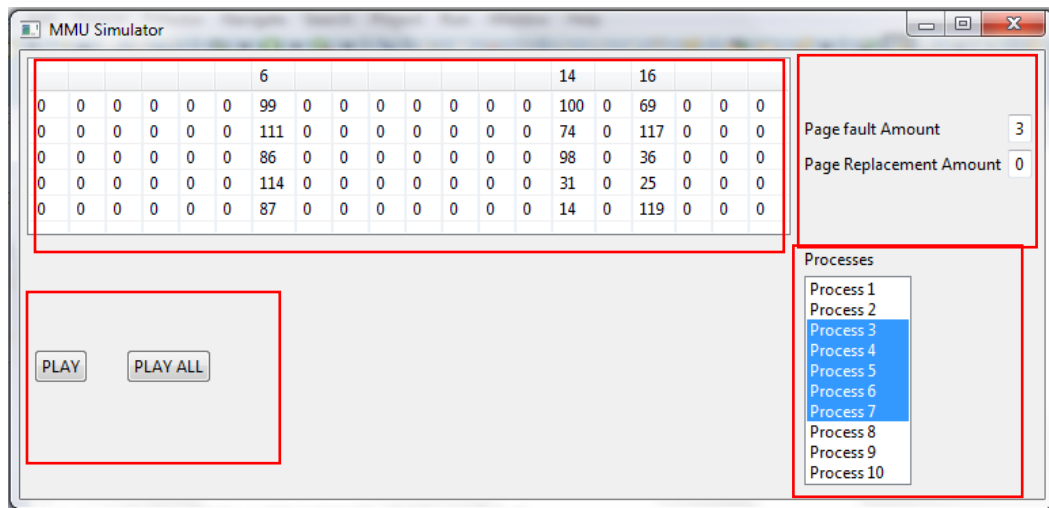 MMU Simulator
6 14 16
0 0 0 0 0 0 99 0 0 0 0 0 0 0 100 0 69 0 0 0
0 0 0 0 0 0 111 0 0 0 0 0 0 0 74 0 117 0 0 0
0 0 0 0 0 0 86 0 0 0 0 0 0 0 98 0 36 0 0 0
0 0 0 0 0 0 114 0 0 0 0 0 0 0 31 0 25 0 0 0
0 0 0 0 0 0 87 0 0 0 0 0 0 0 14 0 119 0 0 0
Page fault Amount 3
Page Replacement Amount 0
PLAY PLAY ALL
Processes
Process 1
Process 2
Process 3
Process 4
Process 5
Process 6
Process 7
Process 8
Process 9
Process 10